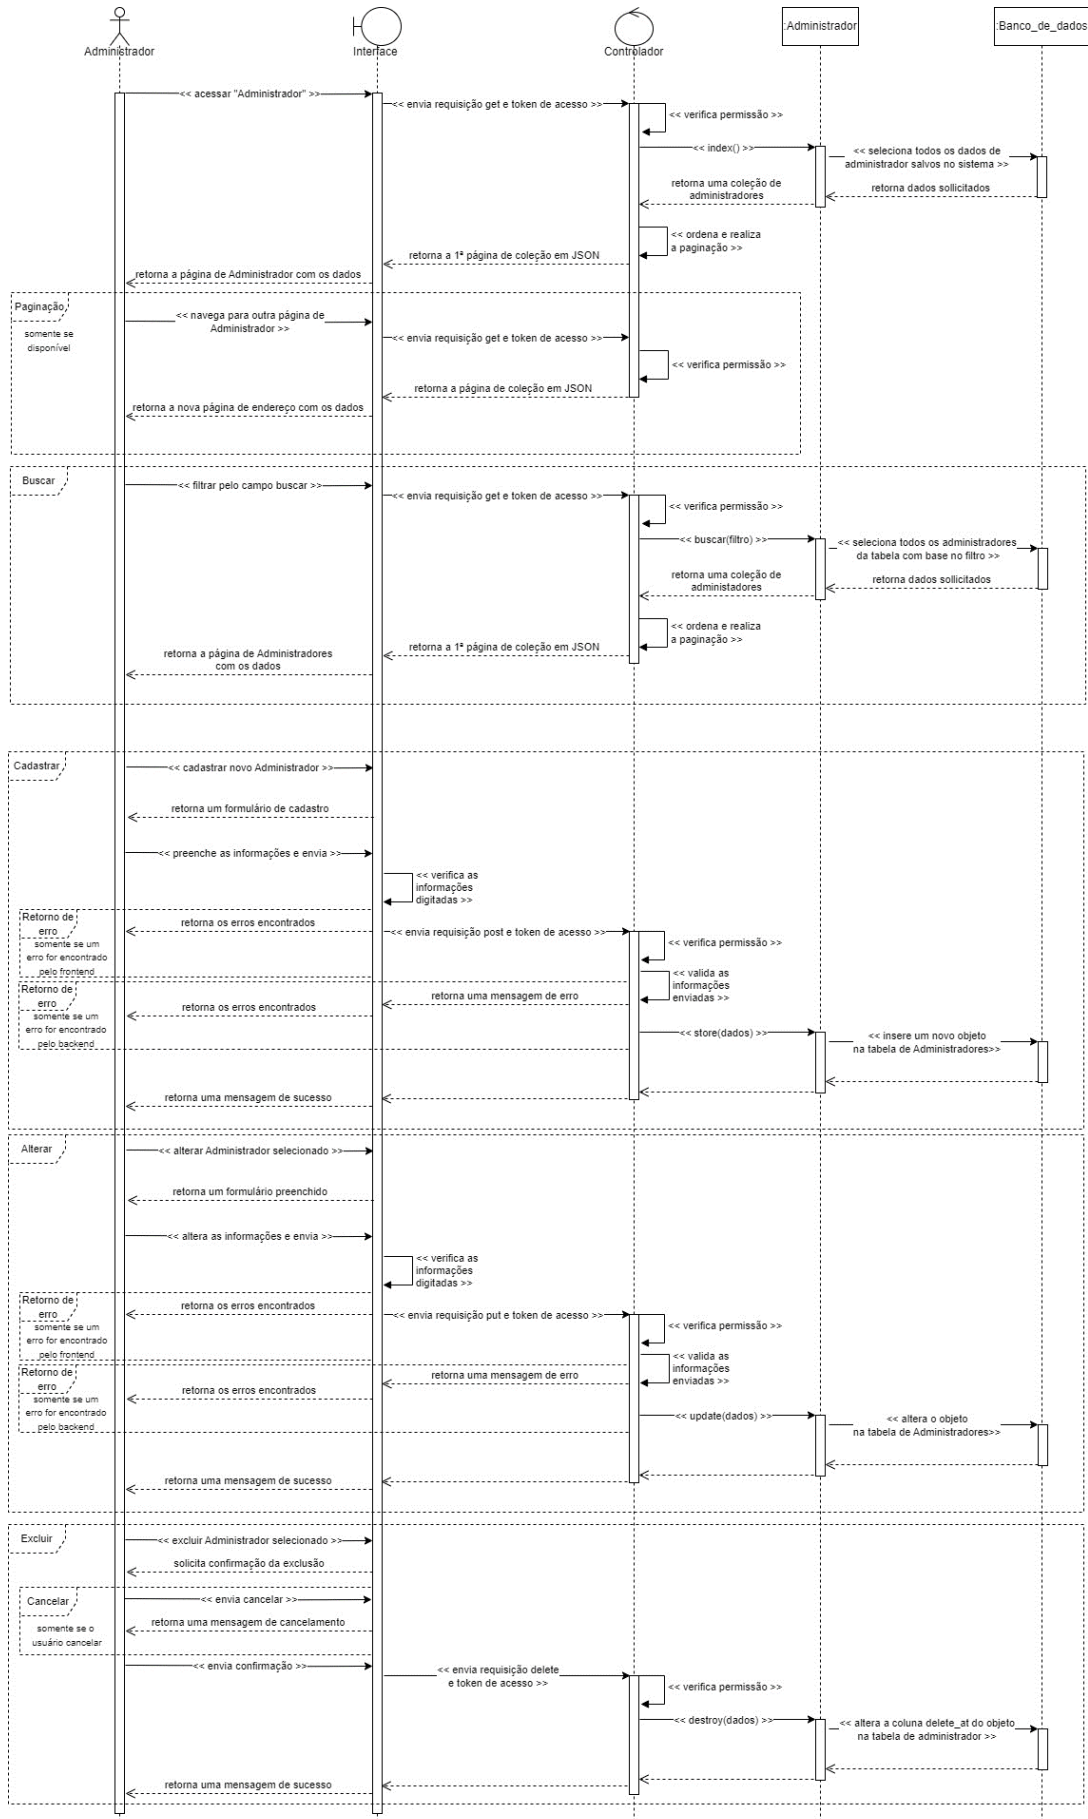 Administrador
Interface
Controlador
:Administrador
:Banco_de_dados
<< acessar "Administrador" >>
<< envia requisição get e token de acesso >>
<< verifica permissão >>
<< index() >>
<< seleciona todos os dados de
administrador salvos no sistema >>
retorna dados sollicitados
retorna uma coleção de
administradores
<< ordena e realiza
a paginação >>
retorna a 1ª página de coleção em JSON
retorna a página de Administrador com os dados
Paginação
somente se
disponível
<< navega para outra página de
Administrador >>
<< envia requisição get e token de acesso >>
<< verifica permissão >>
retorna a página de coleção em JSON
retorna a nova página de endereço com os dados
Buscar
<< filtrar pelo campo buscar >>
<< envia requisição get e token de acesso >>
<< verifica permissão >>
<< buscar(filtro) >>
<< seleciona todos os administradores
da tabela com base no filtro >>
retorna dados sollicitados
retorna uma coleção de
administadores
<< ordena e realiza
a paginação >>
retorna a 1ª página de coleção em JSON
retorna a página de Administradores
com os dados
Cadastrar
<< cadastrar novo Administrador >>
retorna um formulário de cadastro
<< preenche as informações e envia >>
<< verifica as
informações
digitadas >>
Retorno de
erro
somente se um
erro for encontrado
pelo frontend
retorna os erros encontrados
<< envia requisição post e token de acesso >>
<< verifica permissão >>
<< valida as
informações
enviadas >>
Retorno de
erro
somente se um
erro for encontrado
pelo backend
retorna uma mensagem de erro
retorna os erros encontrados
<< store(dados) >>
<< insere um novo objeto
na tabela de Administradores>>
retorna uma mensagem de sucesso
Alterar
<< alterar Administrador selecionado >>
retorna um formulário preenchido
<< altera as informações e envia >>
<< verifica as
informações
digitadas >>
Retorno de
erro
somente se um
erro for encontrado
pelo frontend
retorna os erros encontrados
<< envia requisição put e token de acesso >>
<< verifica permissão >>
<< valida as
informações
enviadas >>
Retorno de
erro
somente se um
erro for encontrado
pelo backend
retorna uma mensagem de erro
retorna os erros encontrados
<< update(dados) >>
<< altera o objeto
na tabela de Administradores>>
retorna uma mensagem de sucesso
Excluir
<< excluir Administrador selecionado >>
solicita confirmação da exclusão
Cancelar
somente se o
usuário cancelar
<< envia cancelar >>
retorna uma mensagem de cancelamento
<< envia confirmação >>
<< envia requisição delete
e token de acesso >>
<< verifica permissão >>
<< destroy(dados) >>
<< altera a coluna delete_at do objeto
na tabela de administrador >>
retorna uma mensagem de sucesso